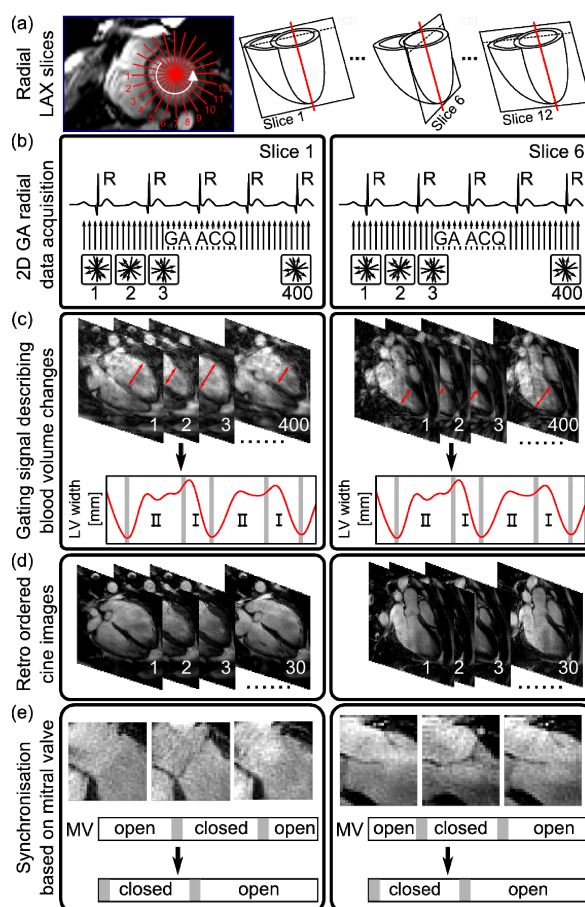 (a)
Radial
LAX slices
1
2
3
4
5
6
7
8
9
10
11
12
Slice 1
...
Slice 6
...
Slice 12
(b)
2D GA radial
data acquisition
Slice 1
R R R R
GA ACQ
1 2 3 400
Slice 6
R R R R
GA ACQ
1 2 3 400
(c)
Gating signal describing
blood volume changes
1 2 3 400
LV width
[mm]
II I II I
1 2 3 400
LV width
[mm]
II I II I
(d)
Retro ordered
cine images
1 2 3 30
1 2 3 30
(e)
Synchronisation
based on mitral valve
MV open closed open
closed open
MV open closed open
closed open